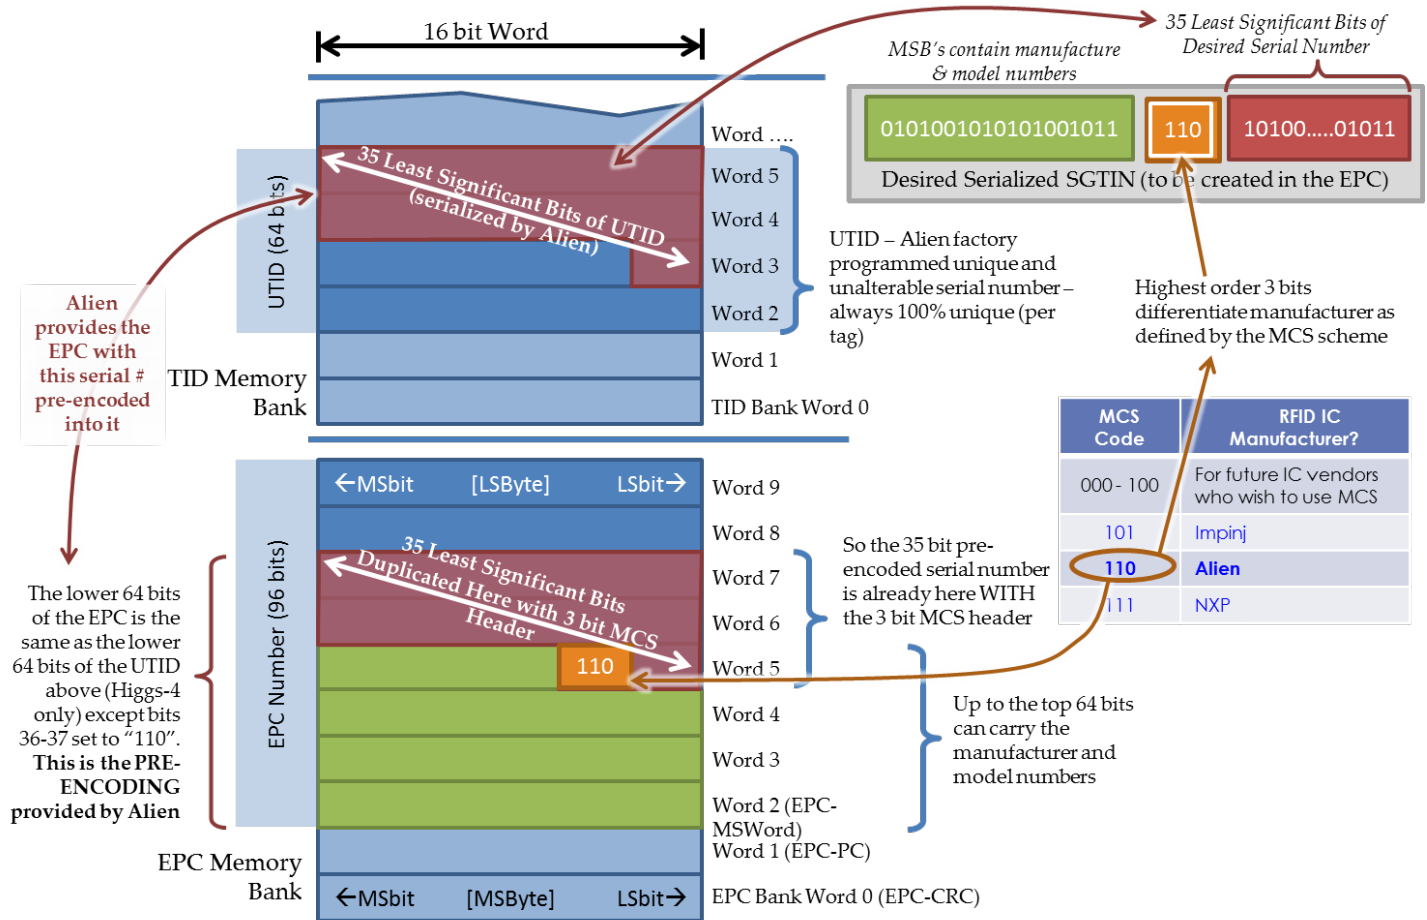 16 bit Word
35 Least Significant Bits of
Desired Serial Number
MSB's contain manufacture
& model numbers
0101001010101001011
110
10100.....01011
Desired Serialized SGTIN (to be created in the EPC)
Word ....
Word 5
Word 4
Word 3
Word 2
Word 1
TID Bank Word 0
UTID (64 bits)
35 Least Significant Bits of UTID
(serialized by Alien)
TID Memory
Bank
UTID – Alien factory
programmed unique and
unalterable serial number –
always 100% unique (per
tag)
Highest order 3 bits
differentiate manufacturer as
defined by the MCS scheme
Alien
provides the
EPC with
this serial #
pre-encoded
into it
MCS
Code
RFID IC
Manufacturer?
000 - 100
For future IC vendors
who wish to use MCS
101
Impinj
110
Alien
111
NXP
←MSbit [LSByte] LSbit→
Word 9
Word 8
Word 7
Word 6
Word 5
Word 4
Word 3
Word 2 (EPC-
MSWord)
Word 1 (EPC-PC)
EPC Bank Word 0 (EPC-CRC)
EPC Number (96 bits)
35 Least Significant Bits
Duplicated Here with 3 bit MCS
Header
110
So the 35 bit pre-
encoded serial number
is already here WITH
the 3 bit MCS header
Up to the top 64 bits
can carry the
manufacturer and
model numbers
The lower 64 bits
of the EPC is the
same as the lower
64 bits of the UTID
above (Higgs-4
only) except bits
36-37 set to “110”.
This is the PRE-
ENCODING
provided by Alien
EPC Memory
Bank
←MSbit [MSByte] LSbit→